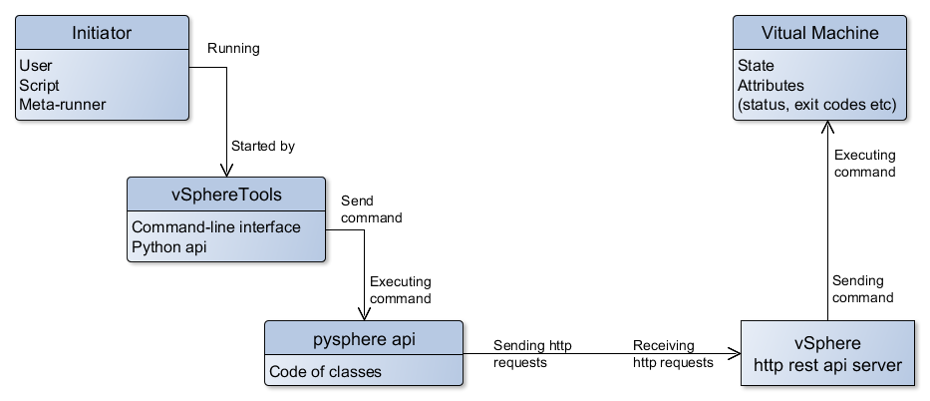 Initiator
User
Script
Meta-runner
Running
Started by
vSphereTools
Command-line interface
Python api
Send
command
Executing
command
pysphere api
Code of classes
Sending http
requests
Receiving
http requests
vSphere
http rest api server
Sending
command
Executing
command
Vitual Machine
State
Attributes
(status, exit codes etc)